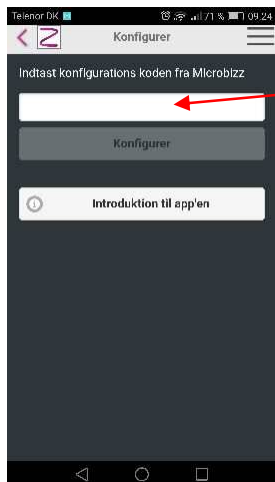 Telenor DK 71 % 09.24
Konfigurer
Indtast konfigurations koden fra Microbizz
Konfigurer
Introduktion til app'en